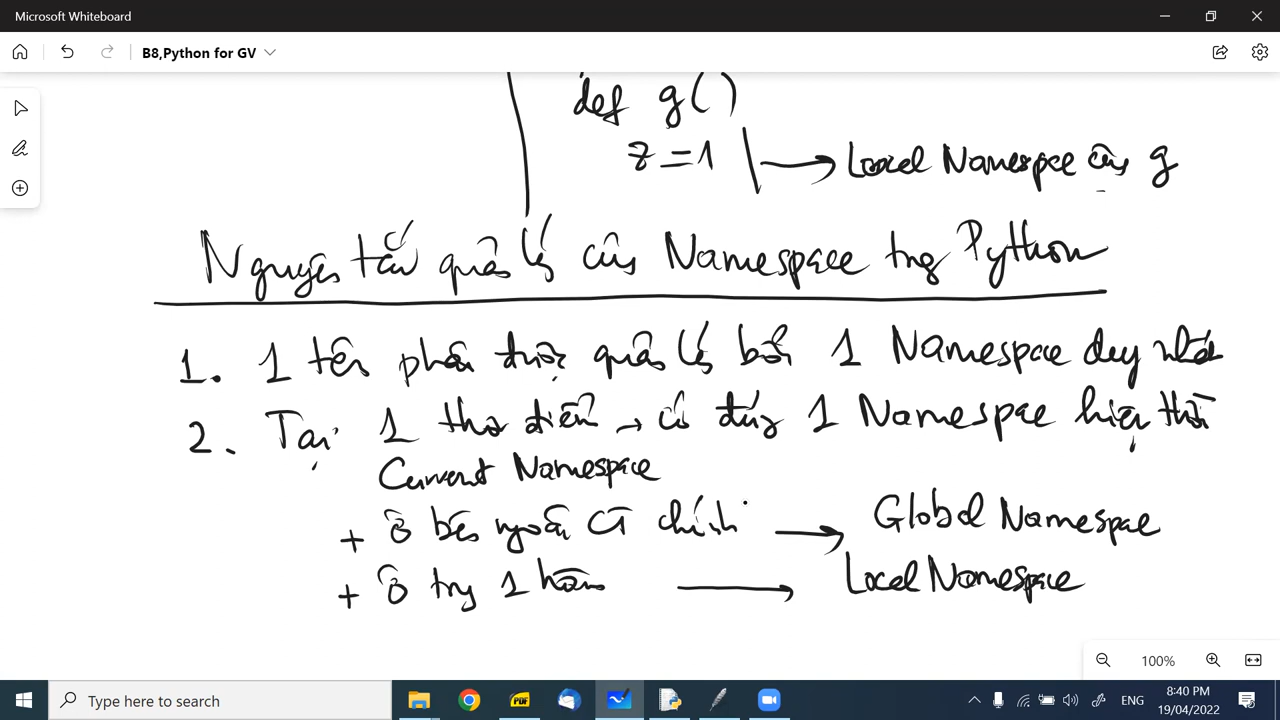 Microsoft Whiteboard
B8,Python for GV
def g()
z = 1 → Local Namespace của g
Nguyên tắc quản lý của Namespace trg Python
1. 1 tên phải được quản lý bởi 1 Namespace duy nhất
2. Tại 1 thời điểm → có đúng 1 Namespace hiện thời
Current Namespace
+ Ở bên ngoài CT chính → Global Namespace
+ Ở trg 1 hàm → Local Namespace
100%
Type here to search
PDF
ENG
8:40 PM
19/04/2022